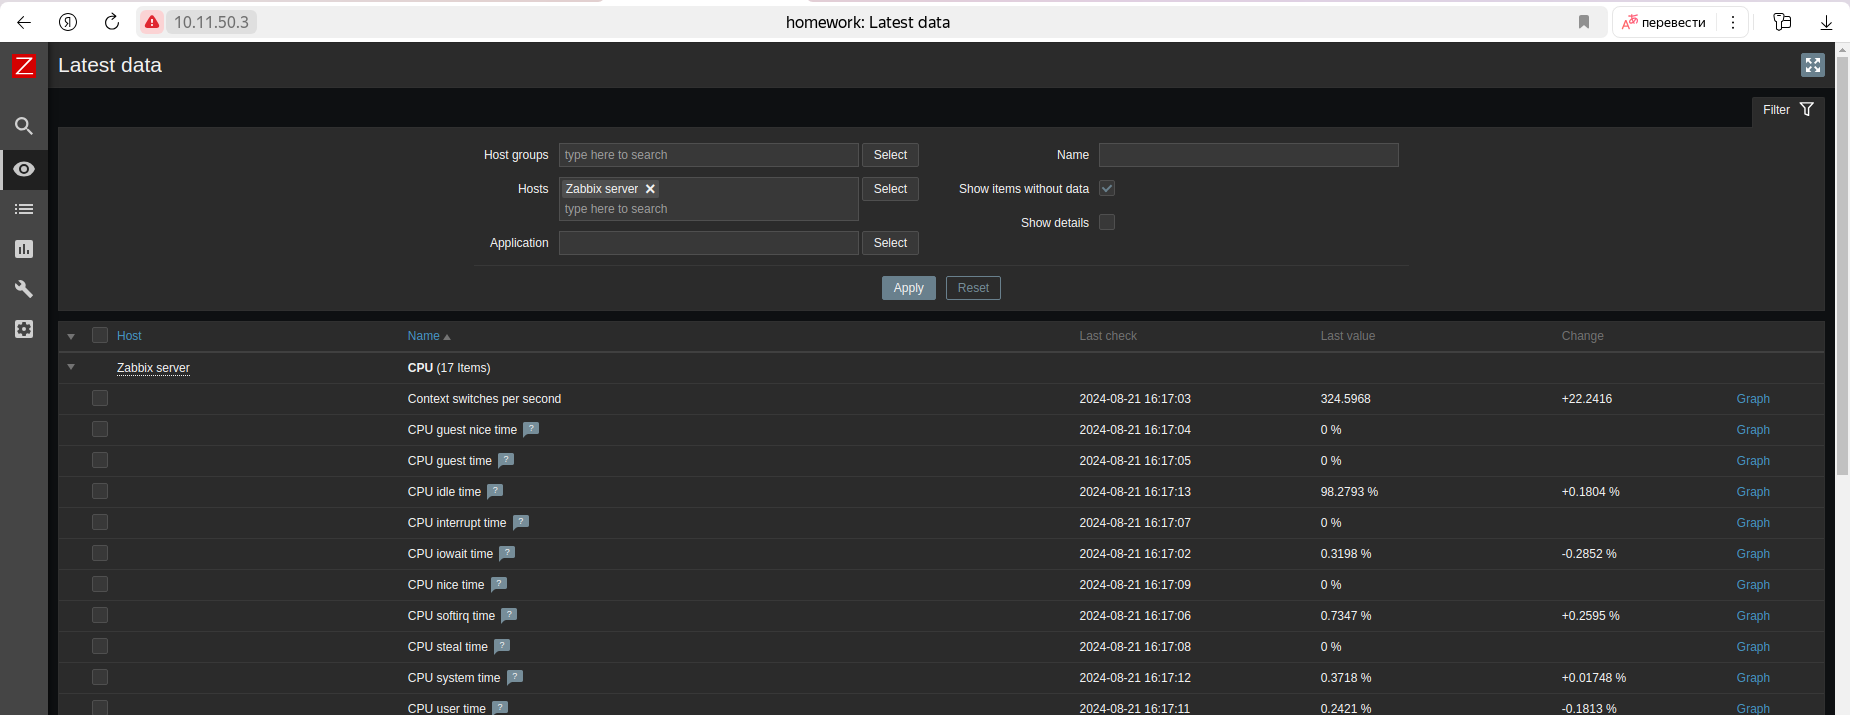 Я 10.11.50.3 homework: Latest data перевести
Z Latest data
Filter
Host groups type here to search Select Name
Hosts Zabbix server Select Show items without data
type here to search
Show details
Application Select
Apply Reset
Host Name Last check Last value Change
Zabbix server CPU (17 Items)
Context switches per second 2024-08-21 16:17:03 324.5968 +22.2416 Graph
CPU guest nice time ? 2024-08-21 16:17:04 0 % Graph
CPU guest time ? 2024-08-21 16:17:05 0 % Graph
CPU idle time ? 2024-08-21 16:17:13 98.2793 % +0.1804 % Graph
CPU interrupt time ? 2024-08-21 16:17:07 0 % Graph
CPU iowait time ? 2024-08-21 16:17:02 0.3198 % -0.2852 % Graph
CPU nice time ? 2024-08-21 16:17:09 0 % Graph
CPU softirq time ? 2024-08-21 16:17:06 0.7347 % +0.2595 % Graph
CPU steal time ? 2024-08-21 16:17:08 0 % Graph
CPU system time ? 2024-08-21 16:17:12 0.3718 % +0.01748 % Graph
CPU user time ? 2024-08-21 16:17:11 0.2421 % -0.1813 % Graph